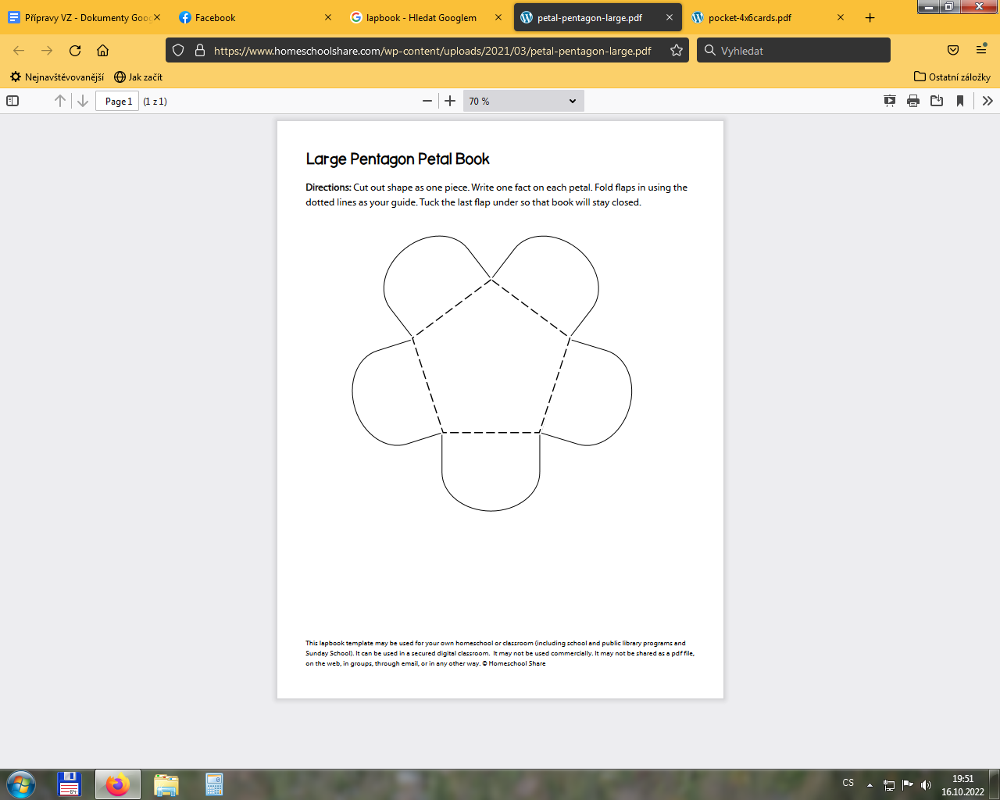 Přípravy VZ - Dokumenty Goog
Facebook
lapbook - Hledat Googlem
petal-pentagon-large.pdf
pocket-4x6cards.pdf
https://www.homeschoolshare.com/wp-content/uploads/2021/03/petal-pentagon-large.pdf
Vyhledat
Nejnavštěvovanější
Jak začít
Ostatní záložky
Page 1
(1 z 1)
70 %
Large Pentagon Petal Book
Directions: Cut out shape as one piece. Write one fact on each petal. Fold flaps in using the
dotted lines as your guide. Tuck the last flap under so that book will stay closed.
This lapbook template may be used for your own homeschool or classroom (including school and public library programs and
Sunday School). It can be used in a secured digital classroom. It may not be used commercially. It may not be shared as a pdf file,
on the web, in groups, through email, or in any other way. © Homeschool Share
64
CS
19:51
16.10.2022